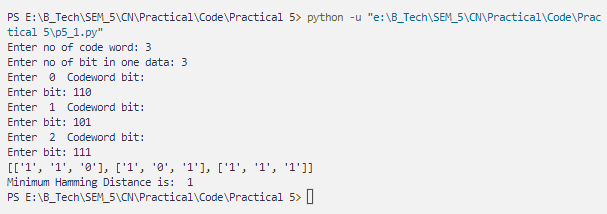 PS E:\B_Tech\SEM_5\CN\Practical\Code\Practical 5> python -u "e:\B_Tech\SEM_5\CN\Practical\Code\Prac
tical 5\p5_1.py"
Enter no of code word: 3
Enter no of bit in one data: 3
Enter  0  Codeword bit:
Enter bit: 110
Enter  1  Codeword bit:
Enter bit: 101
Enter  2  Codeword bit:
Enter bit: 111
[['1', '1', '0'], ['1', '0', '1'], ['1', '1', '1']]
Minimum Hamming Distance is:  1
PS E:\B_Tech\SEM_5\CN\Practical\Code\Practical 5>